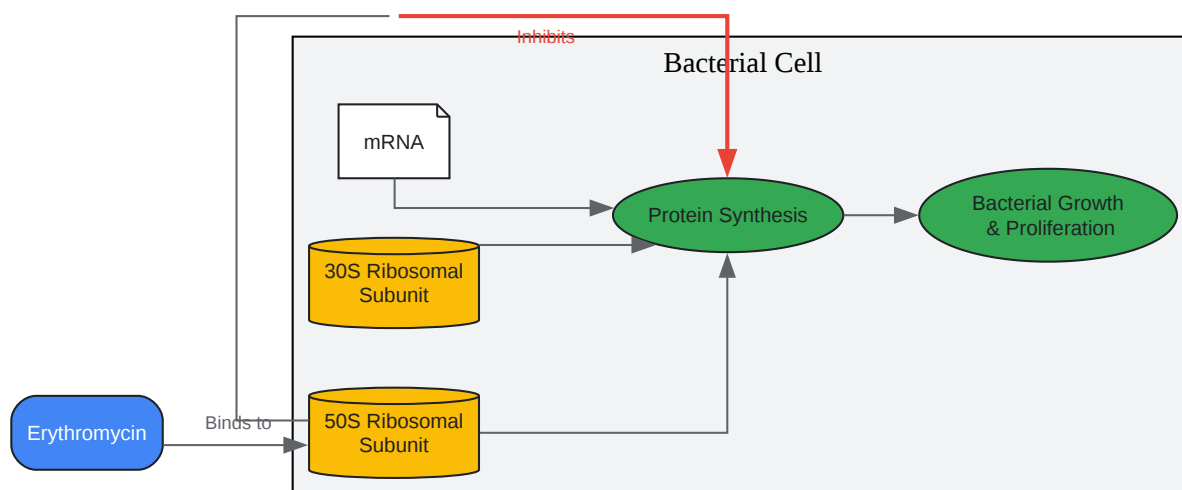 Inhibits
Bacterial Cell
mRNA
Protein Synthesis
Bacterial Growth
& Proliferation
30S Ribosomal
Subunit
Erythromycin
Binds to
50S Ribosomal
Subunit